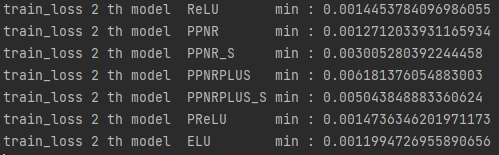 train_loss 2 th model  ReLU       min : 0.0014453784096986055
train_loss 2 th model  PPNR       min : 0.0012712033931165934
train_loss 2 th model  PPNR_S     min : 0.003005280392244458
train_loss 2 th model  PPNRPLUS   min : 0.006181376054883003
train_loss 2 th model  PPNRPLUS_S min : 0.005043848883360624
train_loss 2 th model  PReLU      min : 0.0014736346201971173
train_loss 2 th model  ELU        min : 0.0011994726955890656